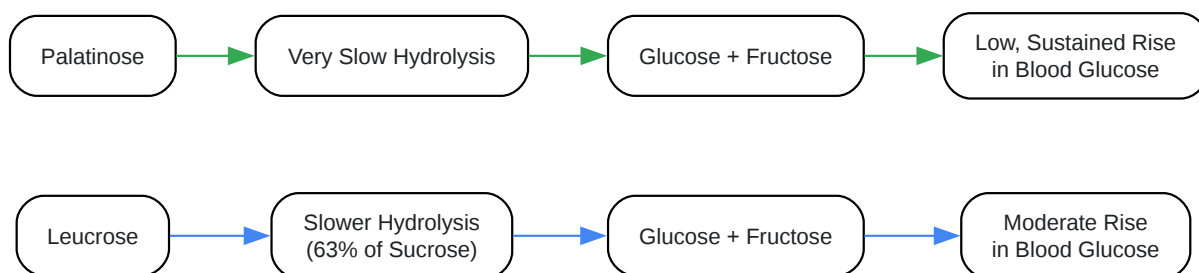 Palatinose
Very Slow Hydrolysis
Glucose + Fructose
Low, Sustained Rise
in Blood Glucose
Leucrose
Slower Hydrolysis
(63% of Sucrose)
Glucose + Fructose
Moderate Rise
in Blood Glucose